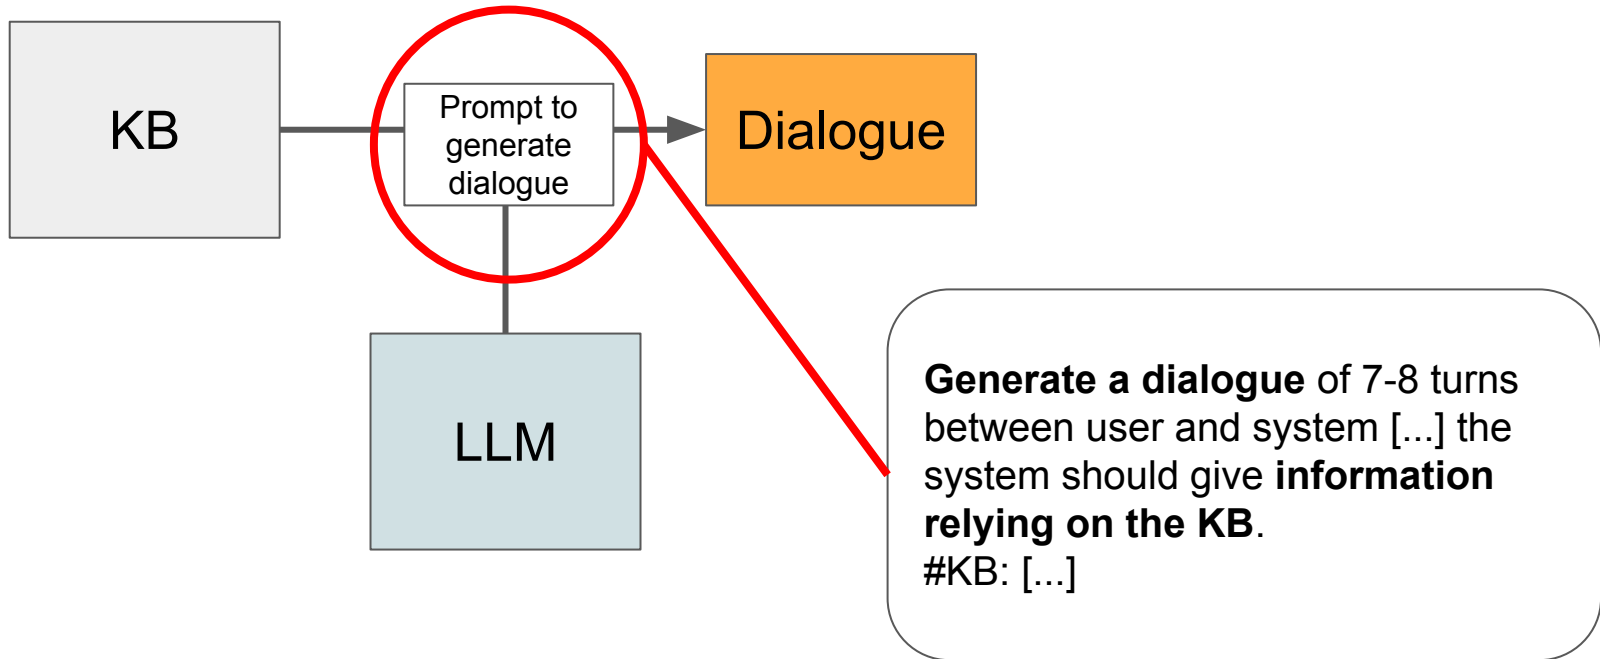 KB
Prompt to
generate
dialogue
Dialogue
LLM
Generate a dialogue of 7-8 turns
between user and system [...] the
system should give information
relying on the KB.
#KB: [...]